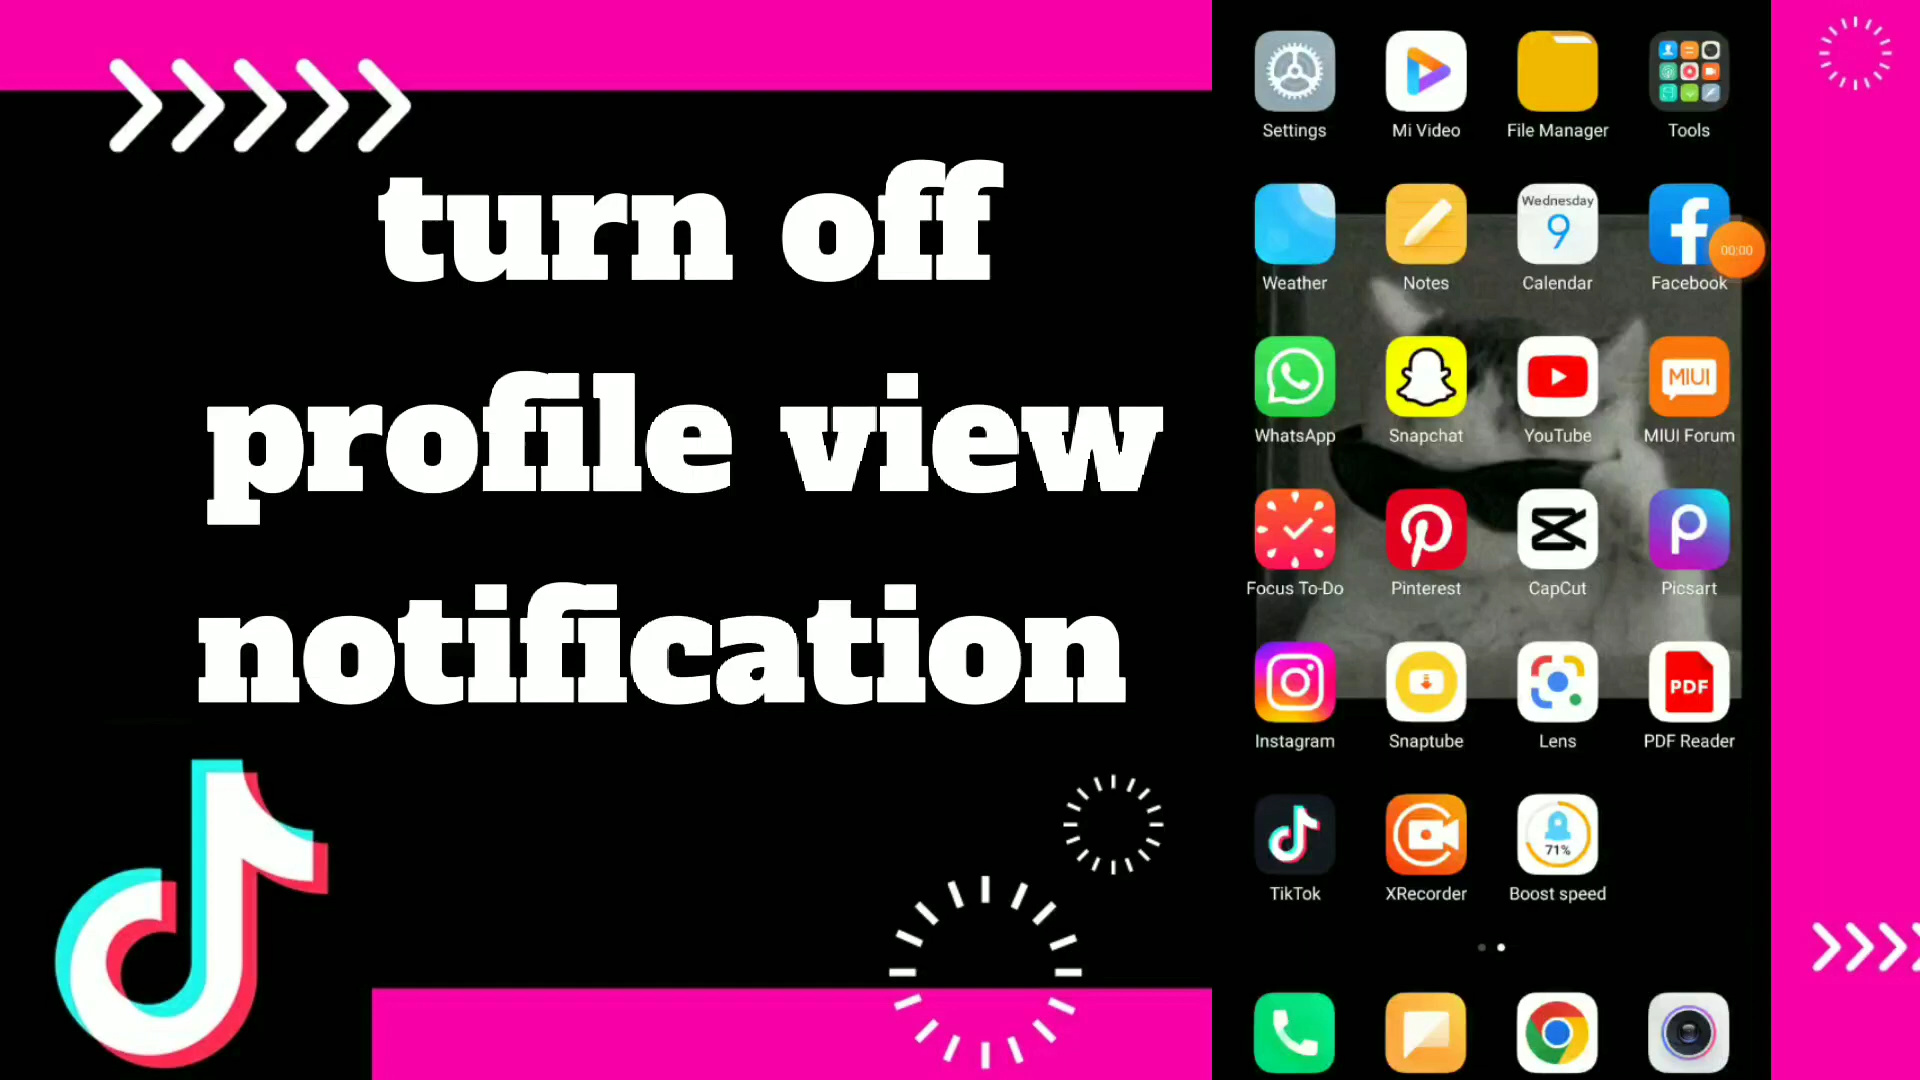 turn off
profile view
notification
Settings
Mi Video
File Manager
Tools
Weather
Notes
Wednesday
9
Calendar
Facebook
00:00
WhatsApp
Snapchat
YouTube
MIUI
MIUI Forum
Focus To-Do
Pinterest
CapCut
Picsart
Instagram
Snaptube
Lens
PDF
PDF Reader
TikTok
XRecorder
71%
Boost speed